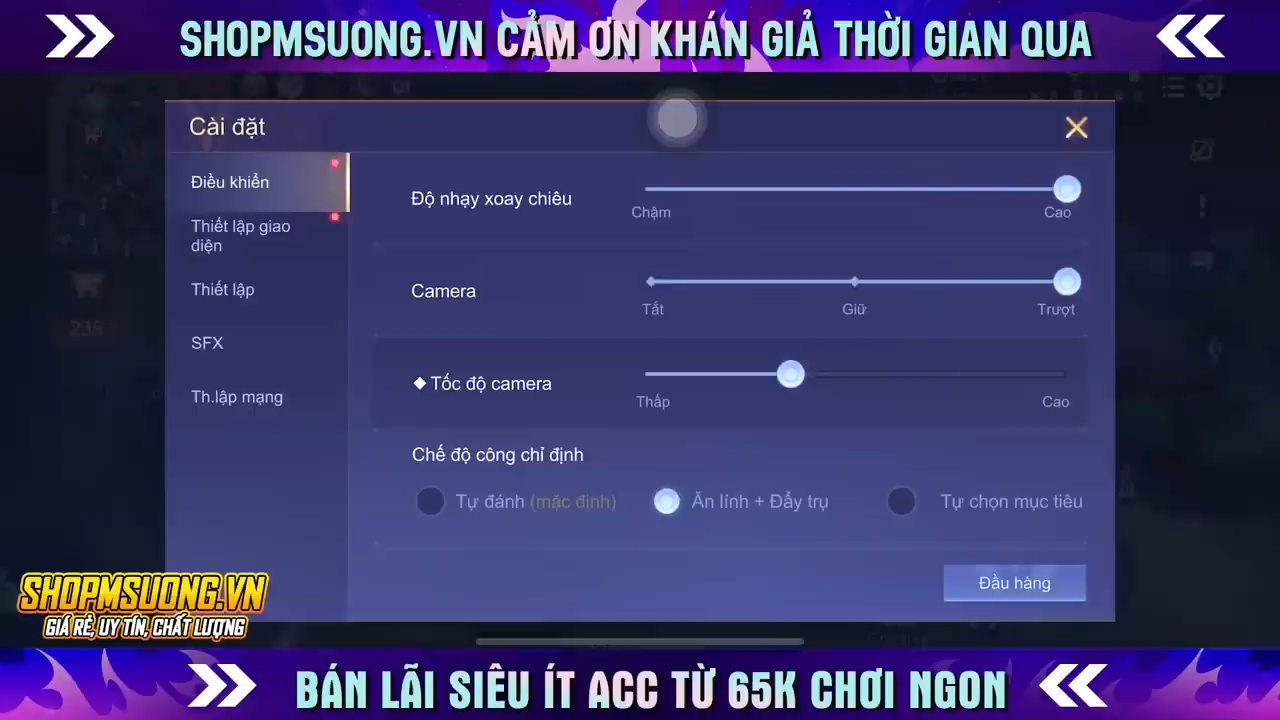 SHOPMSUONG.VN CẢM ƠN KHÁN GIẢ THỜI GIAN QUA
Cài đặt
Điều khiển
Thiết lập giao
diện
Thiết lập
SFX
Th.lập mạng
Độ nhạy xoay chiêu
Chậm
Cao
Camera
Tắt
Giữ
Trượt
Tốc độ camera
Thấp
Cao
Chế độ công chỉ định
Tự đánh (mặc định)
Ăn lính + Đẩy trụ
Tự chọn mục tiêu
Đầu hàng
235
SHOPMSUONG.VN
GIÁ RẺ, UY TÍN, CHẤT LƯỢNG
BÁN LÃI SIÊU ÍT ACC TỪ 65K CHƠI NGON